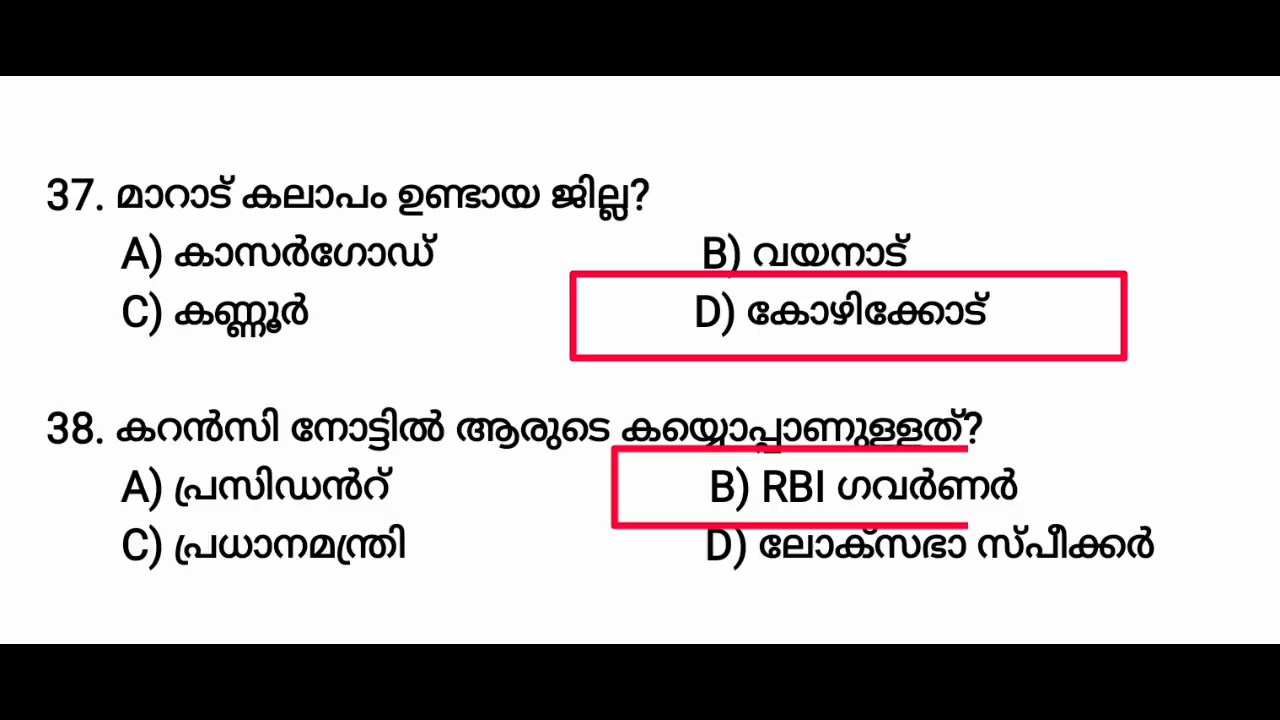 37. മാറാട് കലാപം ഉണ്ടായ ജില്ല?
A) കാസർഗോഡ് B) വയനാട്
C) കണ്ണൂർ D) കോഴിക്കോട്
38. കറൻസി നോട്ടിൽ ആരുടെ കയ്യൊപ്പാണുള്ളത്?
A) പ്രസിഡൻറ് B) RBI ഗവർണർ
C) പ്രധാനമന്ത്രി D) ലോക്സഭാ സ്പീക്കർ